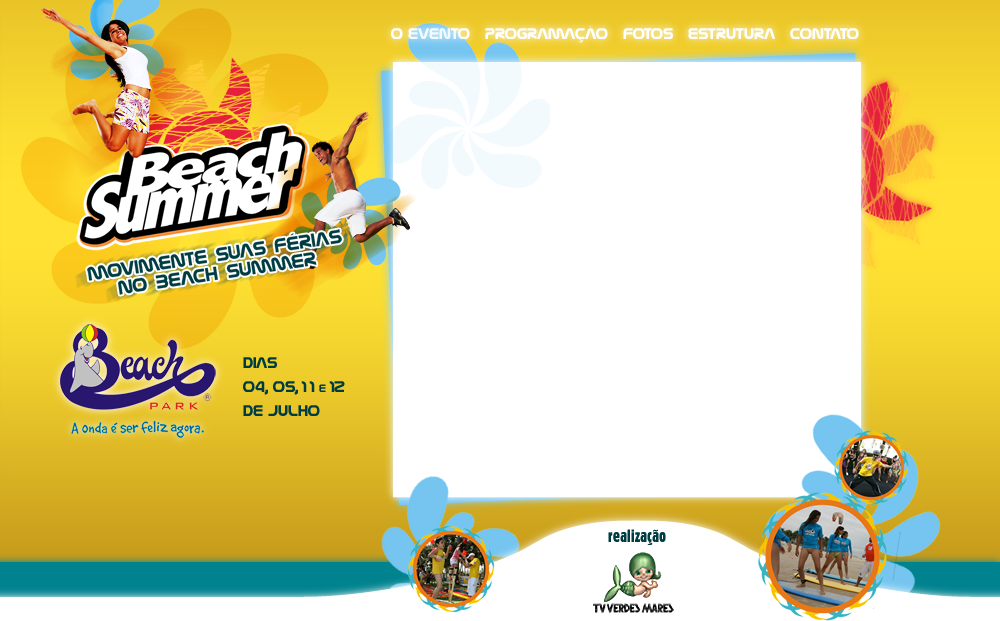 O EVENTO PROGRAMAÇÃO FOTOS ESTRUTURA CONTATO
Beach
Summer
MOVIMENTE SUAS FÉRIAS
NO BEACH SUMMER
Beach
PARK ®
A onda é ser feliz agora.
DIAS
04, 05, 11 E 12
DE JULHO
realização
TV VERDES MARES